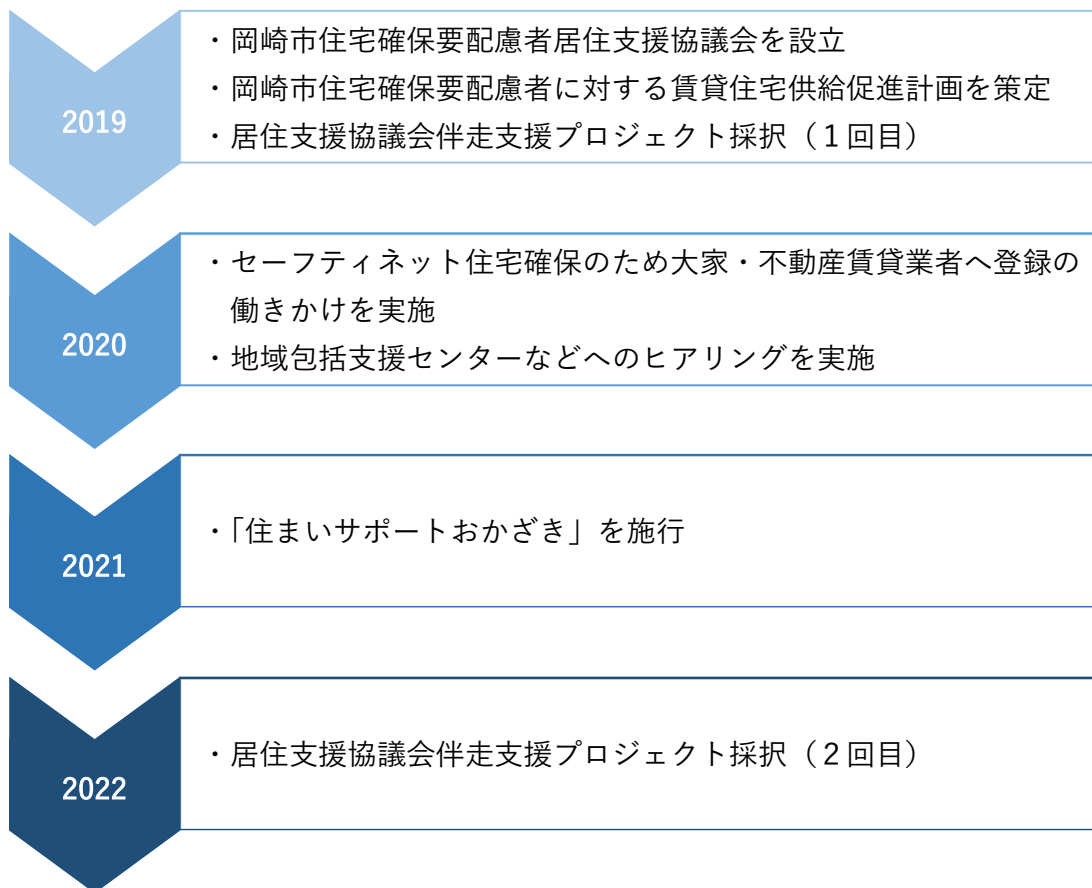 2019
・岡崎市住宅確保要配慮者居住支援協議会を設立
・岡崎市住宅確保要配慮者に対する賃貸住宅供給促進計画を策定
・居住支援協議会伴走支援プロジェクト採択（１回目）
2020
・セーフティネット住宅確保のため大家・不動産賃貸業者へ登録の
働きかけを実施
・地域包括支援センターなどへのヒアリングを実施
2021
・「住まいサポートおかざき」を施行
2022
・居住支援協議会伴走支援プロジェクト採択（２回目）